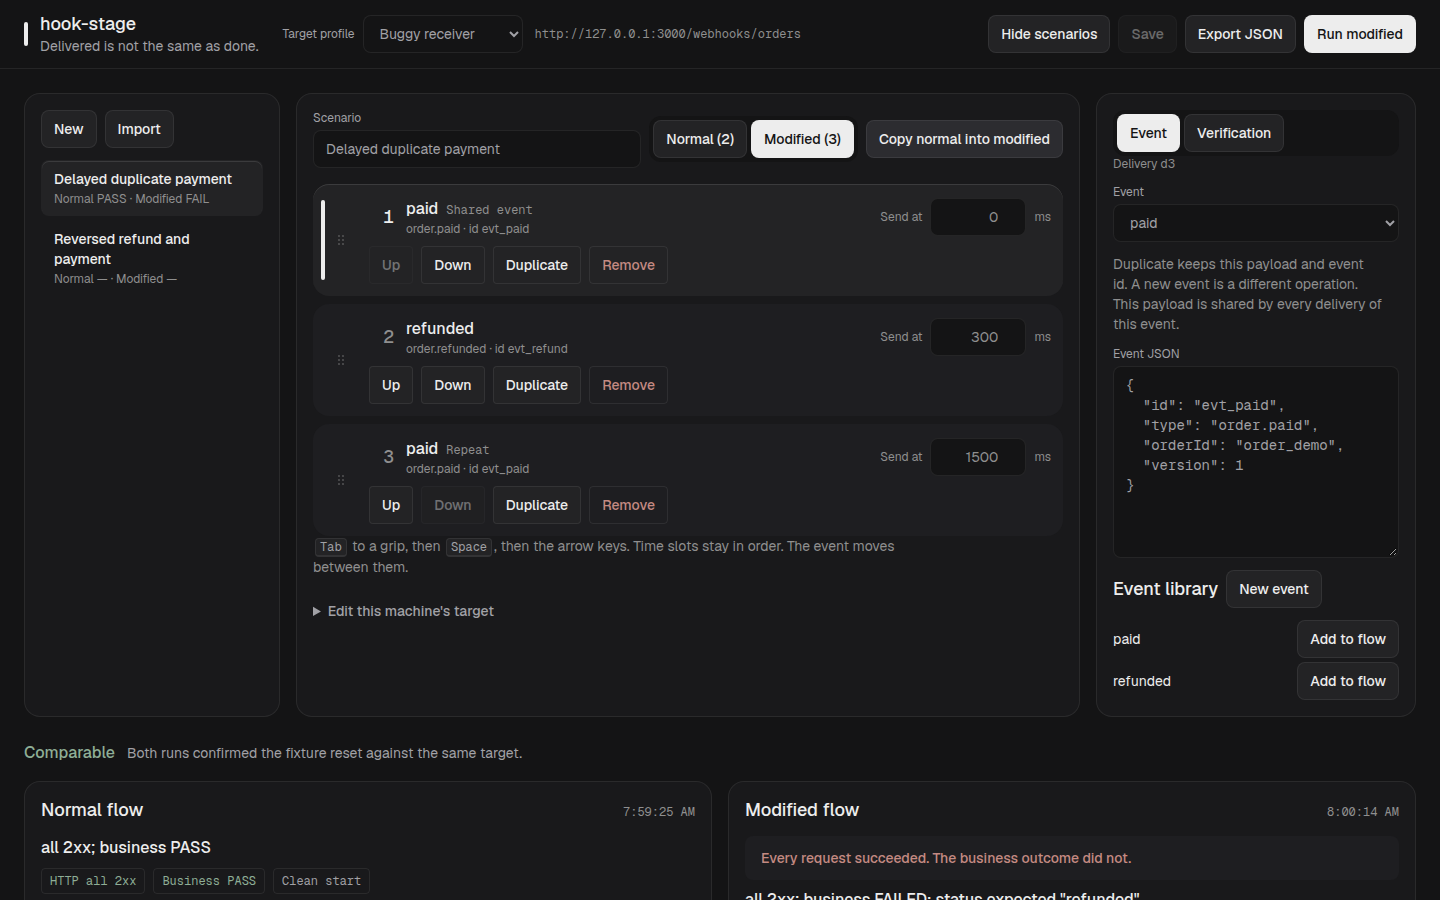 hook-stage
Delivered is not the same as done.
Target profile
Buggy receiver
http://127.0.0.1:3000/webhooks/orders
Hide scenarios
Save
Export JSON
Run modified
New
Import
Delayed duplicate payment
Normal PASS · Modified FAIL
Reversed refund and
payment
Normal — · Modified —
Scenario
Delayed duplicate payment
Normal (2)
Modified (3)
Copy normal into modified
1
paid Shared event
order.paid · id evt_paid
Send at
0
ms
Up
Down
Duplicate
Remove
2
refunded
order.refunded · id evt_refund
Send at
300
ms
Up
Down
Duplicate
Remove
3
paid Repeat
order.paid · id evt_paid
Send at
1500
ms
Up
Down
Duplicate
Remove
Tab to a grip, then Space, then the arrow keys. Time slots stay in order. The event moves
between them.
Edit this machine's target
Event
Verification
Delivery d3
Event
paid
Duplicate keeps this payload and event
id. A new event is a different operation.
This payload is shared by every delivery of
this event.
Event JSON
{
"id": "evt_paid",
"type": "order.paid",
"orderId": "order_demo",
"version": 1
}
Event library
New event
paid
Add to flow
refunded
Add to flow
Comparable
Both runs confirmed the fixture reset against the same target.
Normal flow
7:59:25 AM
all 2xx; business PASS
HTTP all 2xx
Business PASS
Clean start
Modified flow
8:00:14 AM
Every request succeeded. The business outcome did not.
all 2xx; business FAILED: status expected "refunded"